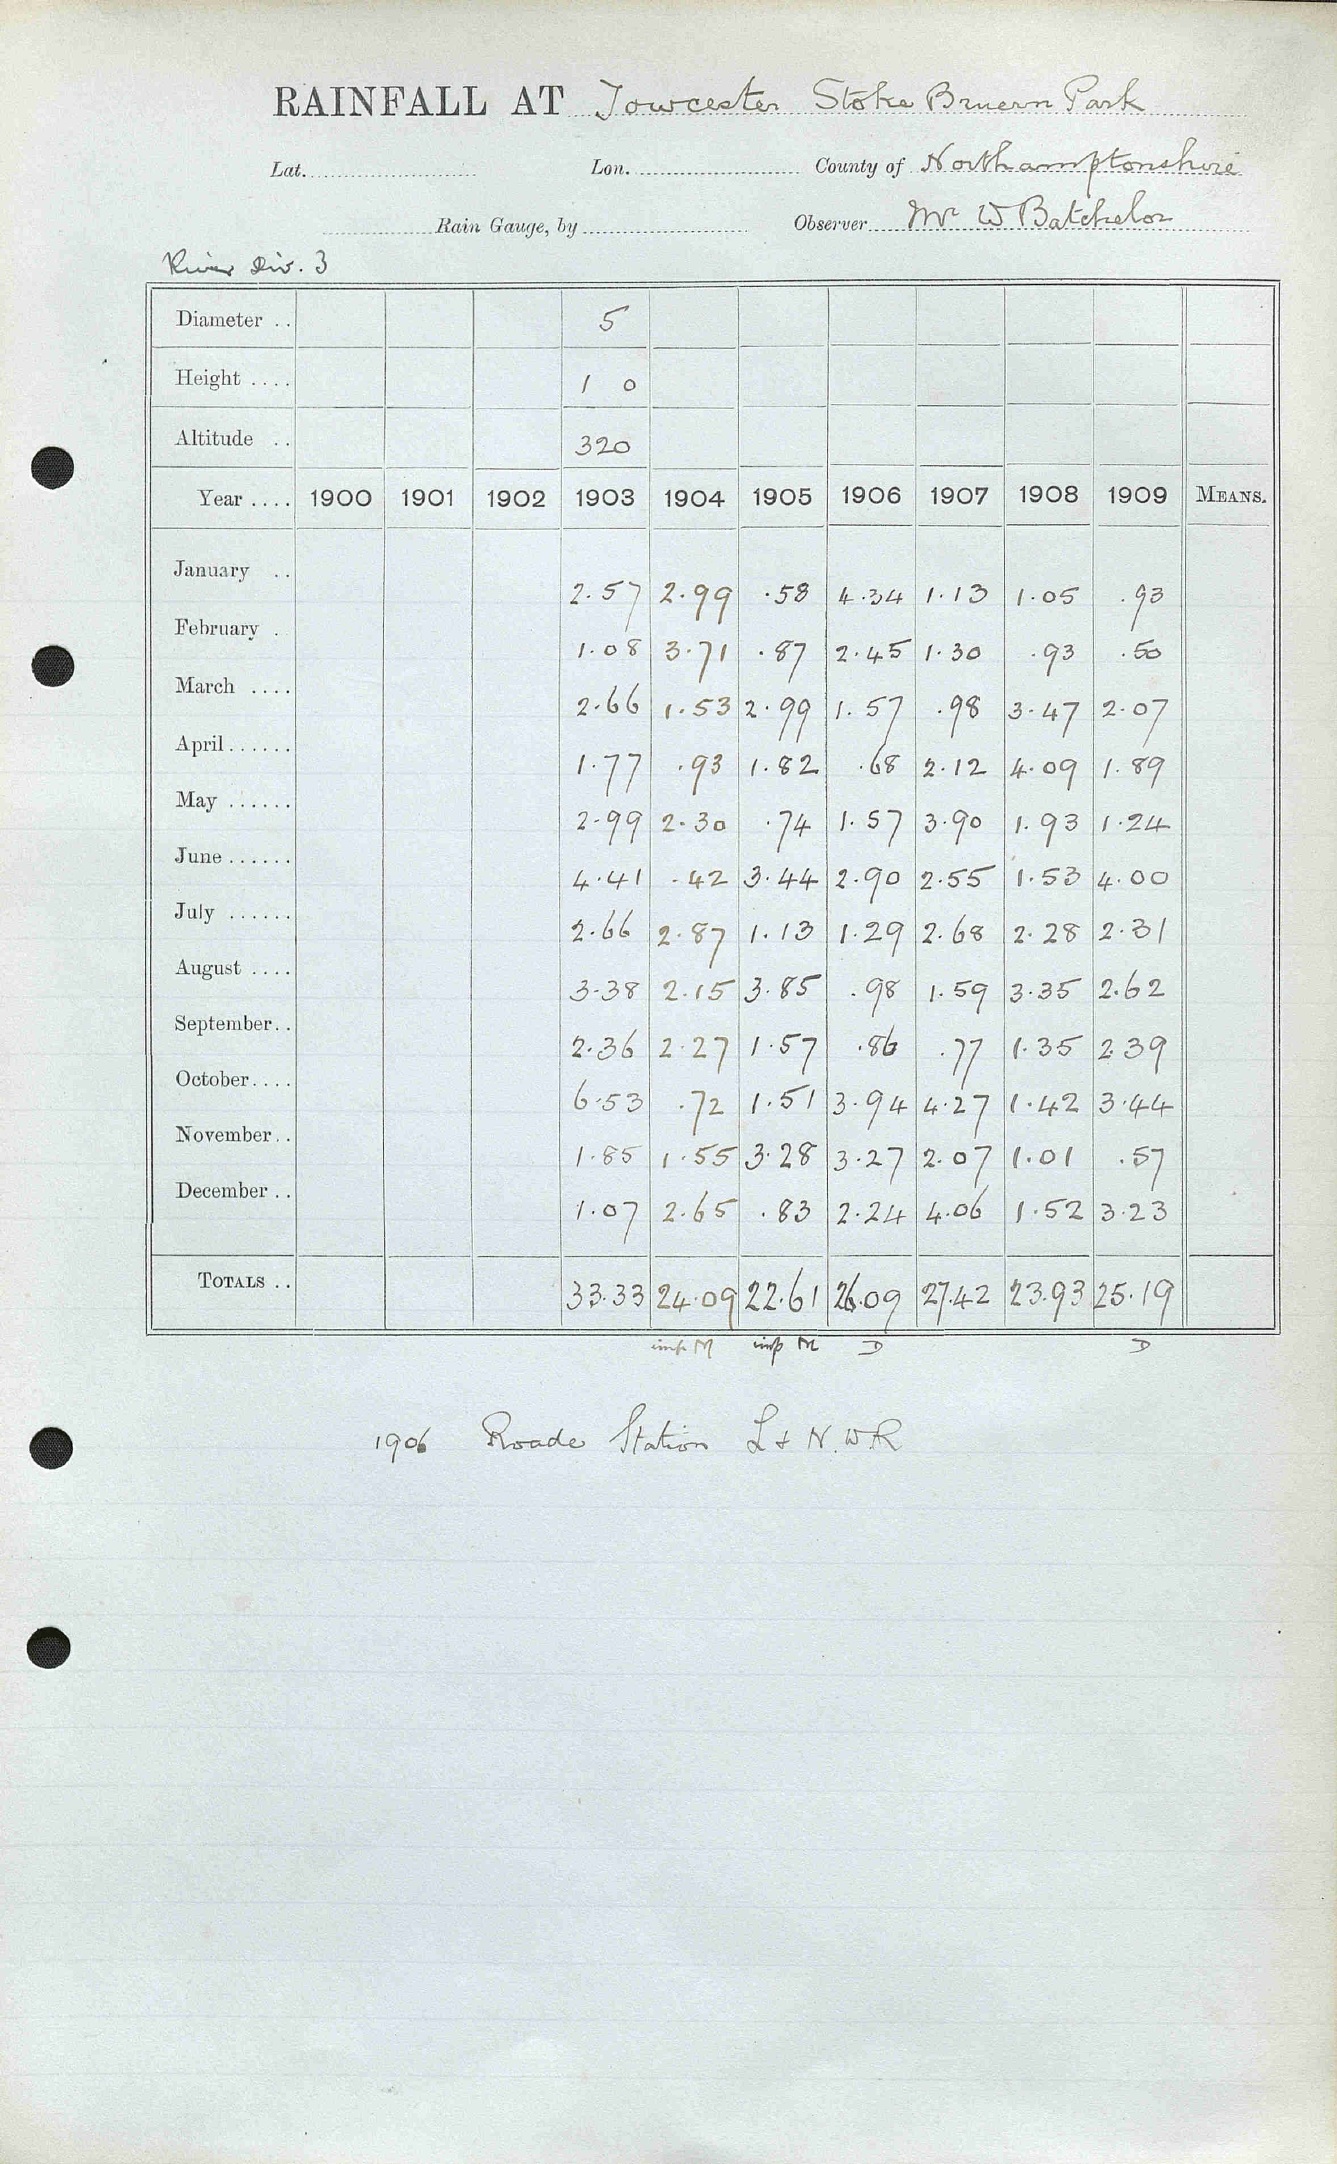 RAINFALL AT Towcester Stoke Bruern Park
Lat. Lon. County of Northamptonshire
Rain Gauge, by Observer Mr W Batchelor
River Div. 3
Diameter .. 5
Height .... 1 0
Altitude .. 320
Year .... 1900 1901 1902 1903 1904 1905 1906 1907 1908 1909 MEANS.
January .. 2.57 2.99 .58 4.34 1.13 1.05 .93
February . 1.08 3.71 .87 2.45 1.30 .93 .50
March .... 2.66 1.53 2.99 1.57 .98 3.47 2.07
April...... 1.77 .93 1.82 .68 2.12 4.09 1.89
May ...... 2.99 2.30 .74 1.57 3.90 1.93 1.24
June ...... 4.41 .42 3.44 2.90 2.55 1.53 4.00
July ...... 2.66 2.87 1.13 1.29 2.68 2.28 2.31
August .... 3.38 2.15 3.85 .98 1.59 3.35 2.62
September.. 2.36 2.27 1.57 .86 .77 1.35 2.39
October.... 6.53 .72 1.51 3.94 4.27 1.42 3.44
November.. 1.85 1.55 3.28 3.27 2.07 1.01 .57
December .. 1.07 2.65 .83 2.24 4.06 1.52 3.23
TOTALS .. 33.33 24.09 22.61 26.09 27.42 23.93 25.19
imp M imp M D D
1906 Roade Station L & N.W.R